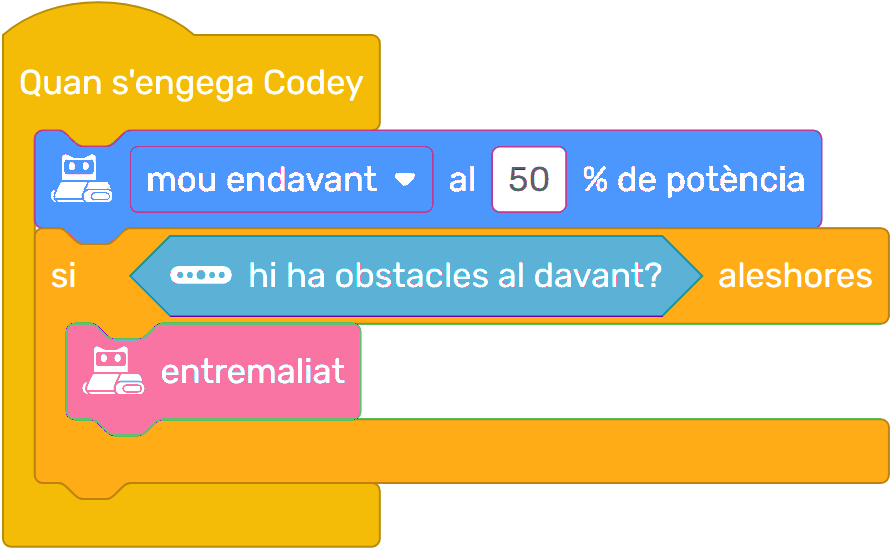 Quan s'engega Codey
mou endavant al 50 % de potència
si hi ha obstacles al davant? aleshores
entremaliat